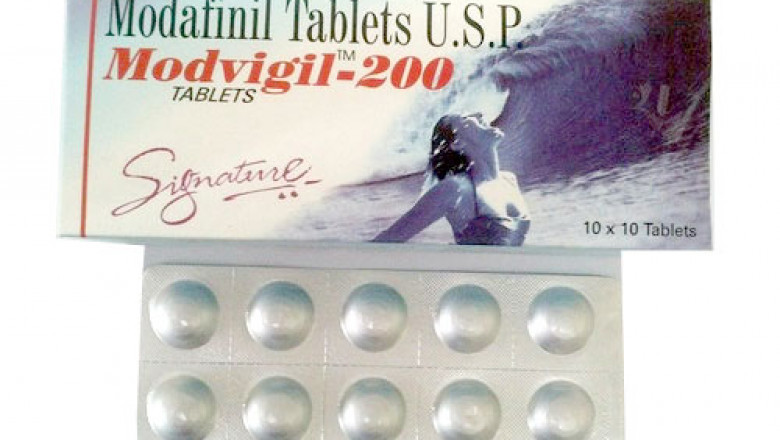 Modafinil Tablets U.S.P.
Modvigil™-200
TABLETS
Signature
10 x 10 Tablets